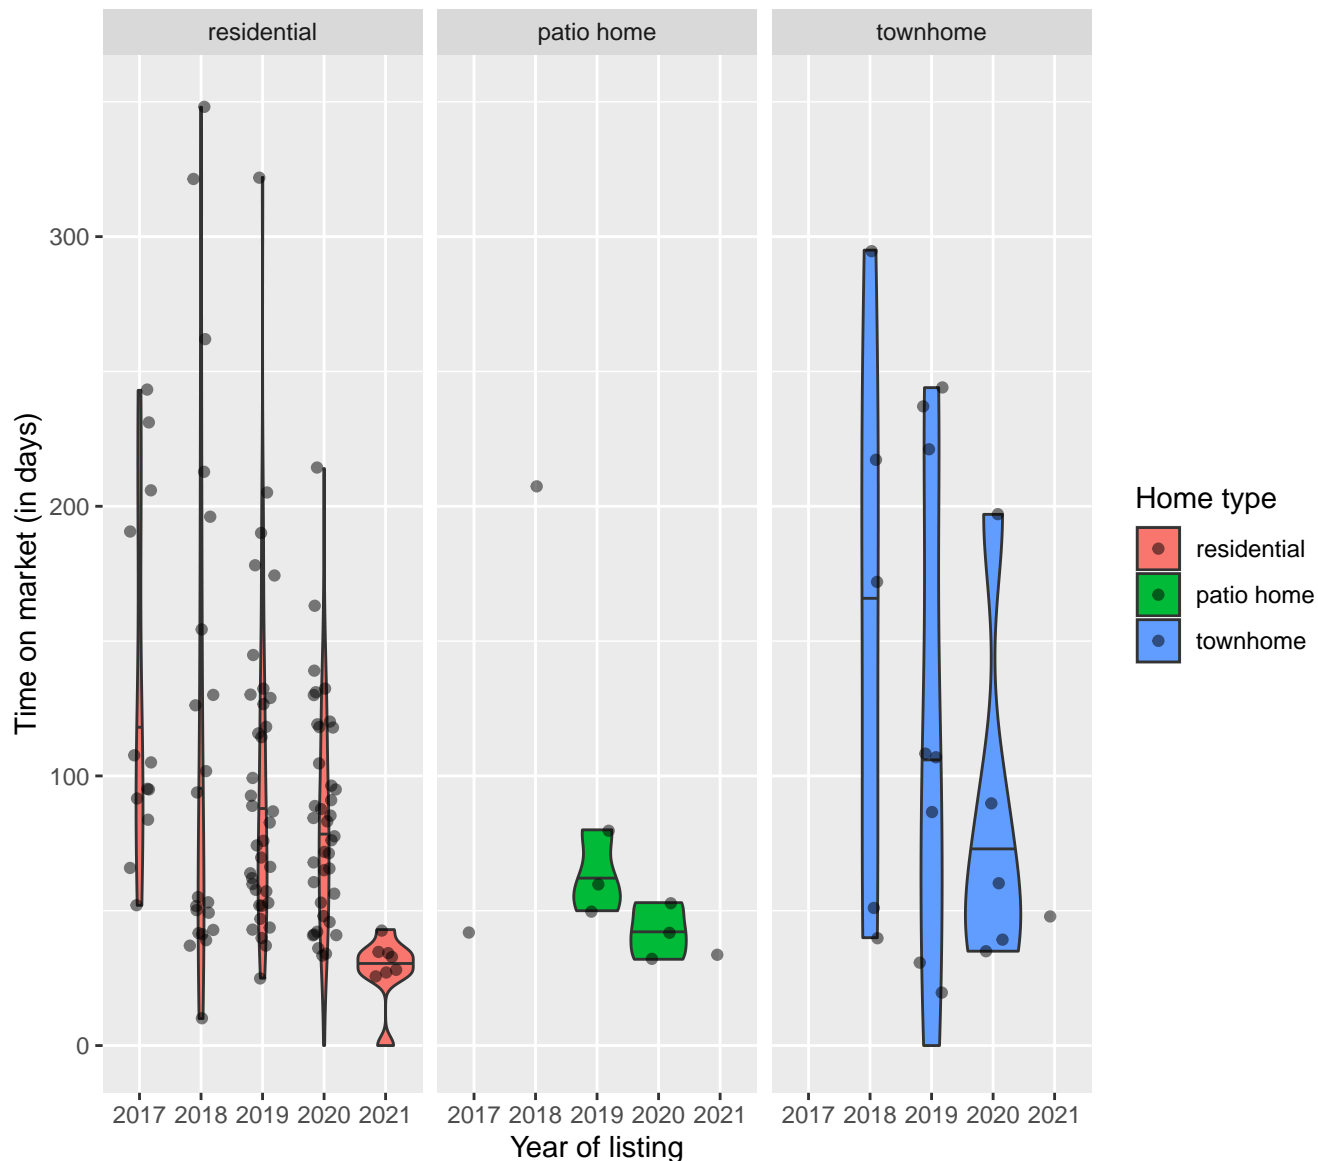 residential patio home townhome
Time on market (in days)
300
200
100
0
2017 2018 2019 2020 2021 2017 2018 2019 2020 2021 2017 2018 2019 2020 2021
Year of listing
Home type
residential
patio home
townhome